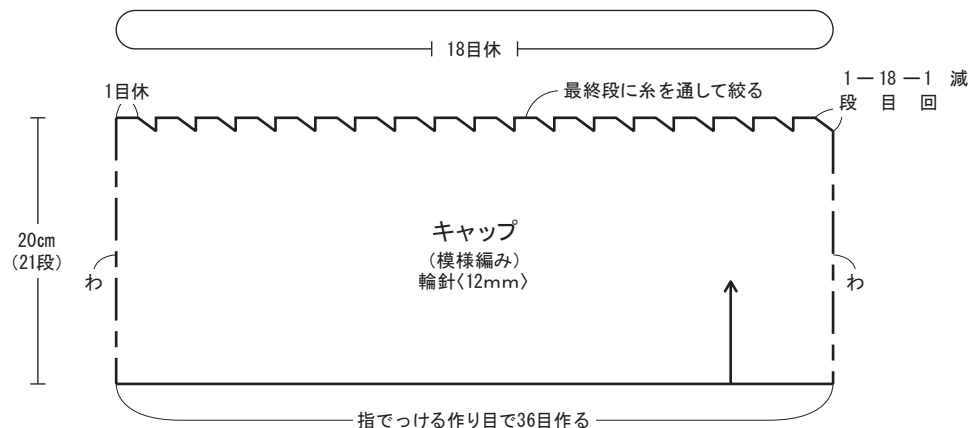 18目休
1目休
最終段に糸を通して絞る
1－18－1 減
段 目 回
キャップ
(模様編み)
輪針〈12mm〉
20cm
(21段)
わ
わ
指でっける作り目で36目作る